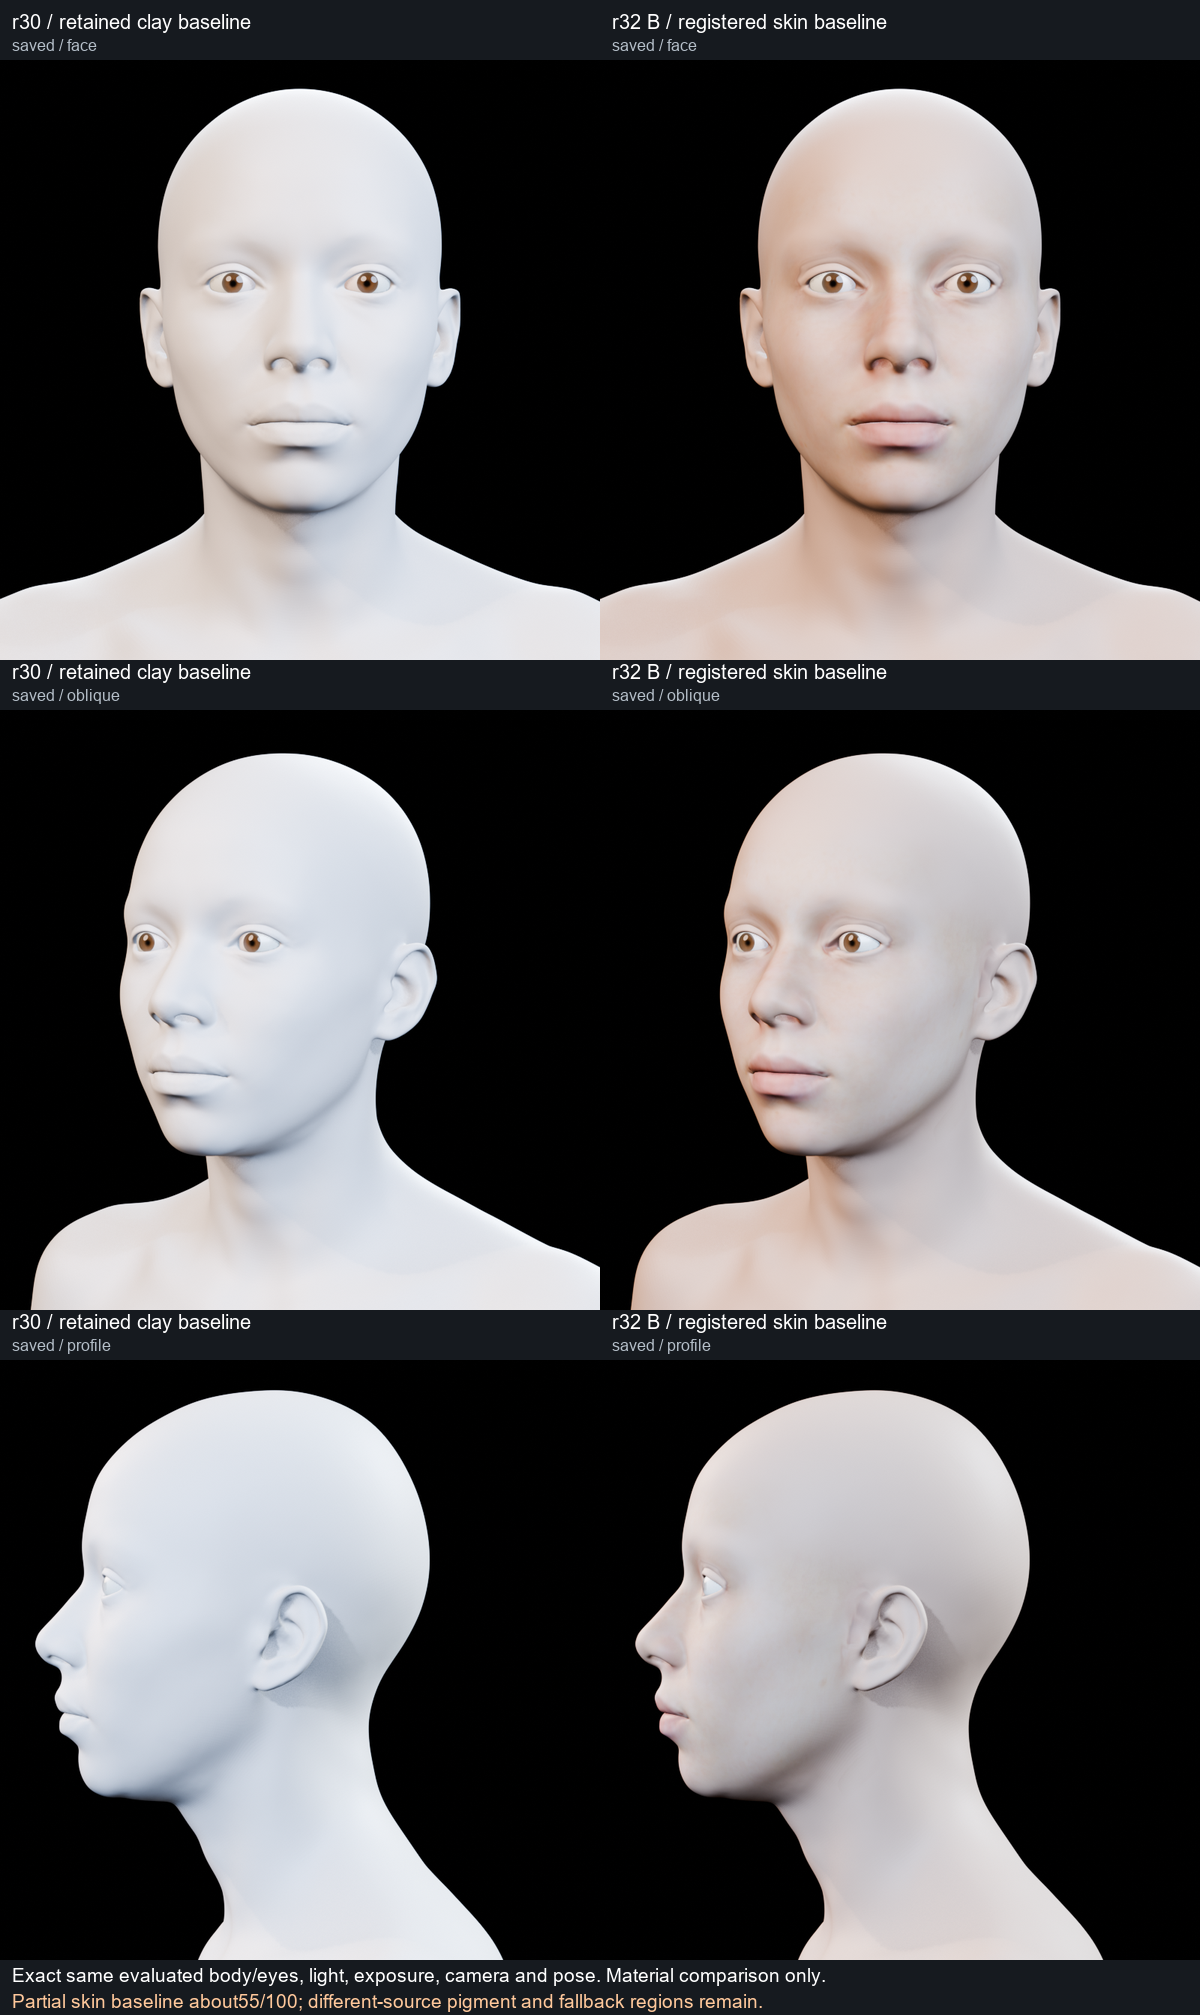 r30 / retained clay baseline
saved / face
r32 B / registered skin baseline
saved / face
r30 / retained clay baseline
saved / oblique
r32 B / registered skin baseline
saved / oblique
r30 / retained clay baseline
saved / profile
r32 B / registered skin baseline
saved / profile
Exact same evaluated body/eyes, light, exposure, camera and pose. Material comparison only.
Partial skin baseline about55/100; different-source pigment and fallback regions remain.